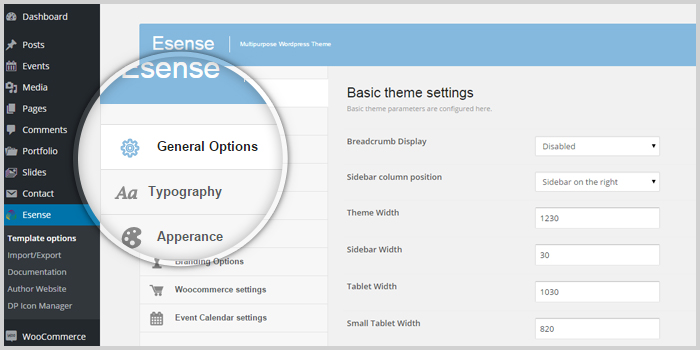 Dashboard
Posts
Events
Media
Pages
Comments
Portfolio
Slides
Contact
Esense
Template options
Import/Export
Documentation
Author Website
DP Icon Manager
WooCommerce
Esense
Multipurpose Wordpress Theme
Esense
General Options
Aa Typography
Apperance
Branding Options
Woocommerce settings
Event Calendar settings
Basic theme settings
Basic theme parameters are configured here.
Breadcrumb Display
Disabled
Sidebar column position
Sidebar on the right
Theme Width
1230
Sidebar Width
30
Tablet Width
1030
Small Tablet Width
820